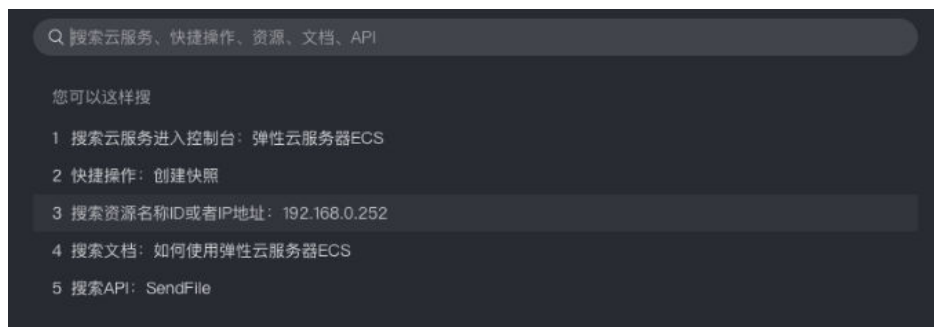 搜索云服务、快捷操作、资源、文档、API
您可以这样搜
1 搜索云服务进入控制台：弹性云服务器ECS
2 快捷操作：创建快照
3 搜索资源名称ID或者IP地址：192.168.0.252
4 搜索文档：如何使用弹性云服务器ECS
5 搜索API：SendFile